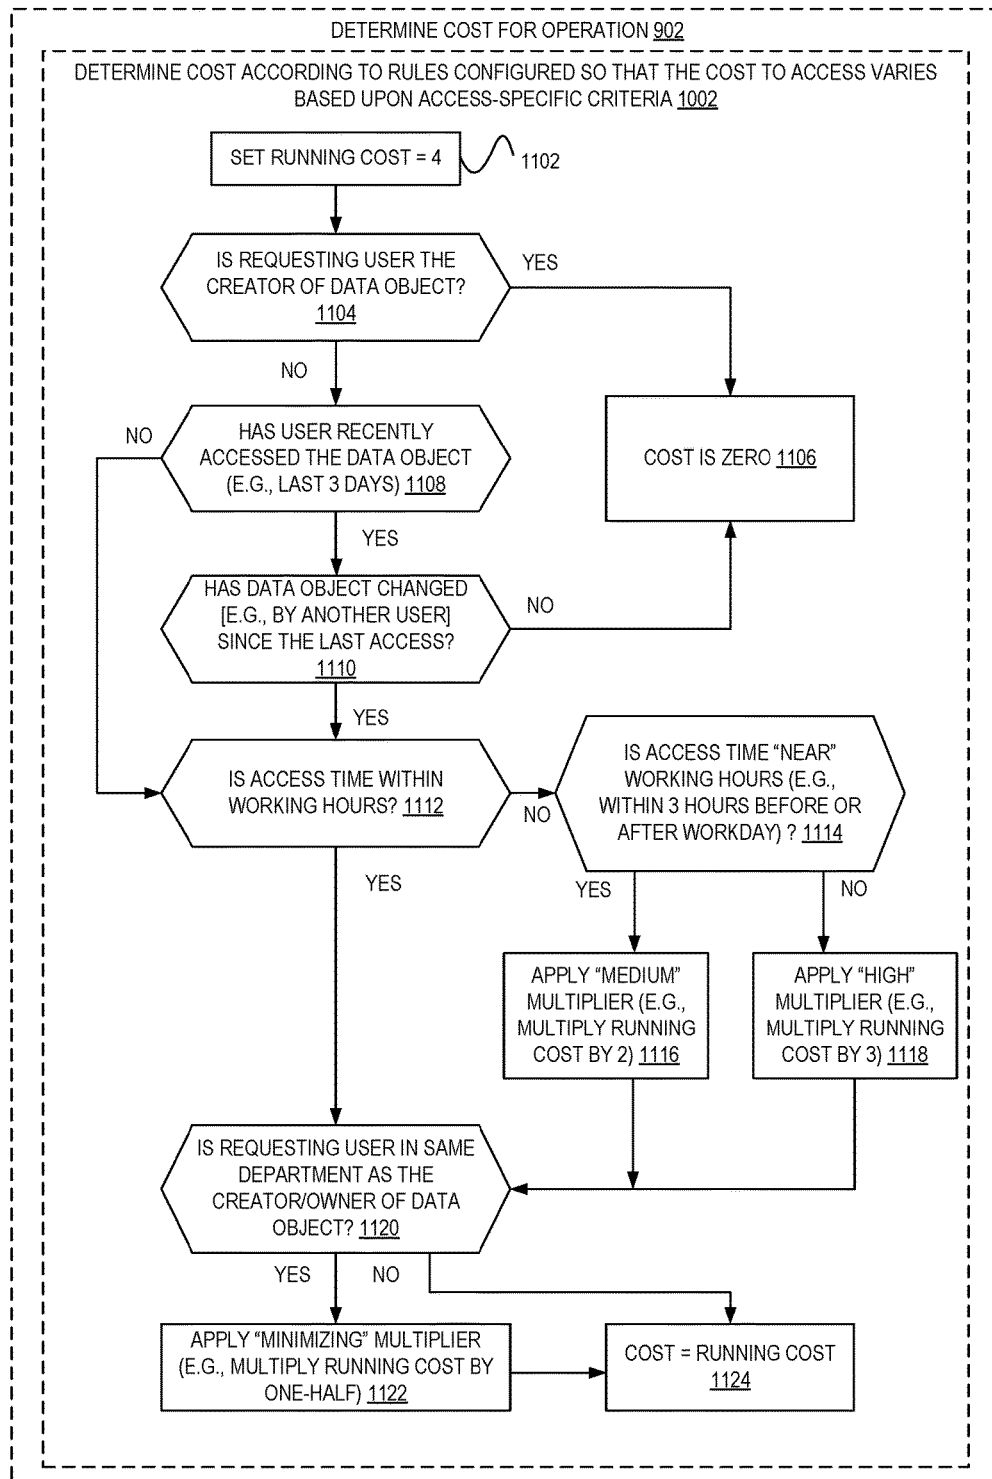 DETERMINE COST FOR OPERATION 902
DETERMINE COST ACCORDING TO RULES CONFIGURED SO THAT THE COST TO ACCESS VARIES
BASED UPON ACCESS-SPECIFIC CRITERIA 1002
SET RUNNING COST = 4
1102
IS REQUESTING USER THE
CREATOR OF DATA OBJECT?
1104
YES
NO
HAS USER RECENTLY
ACCESSED THE DATA OBJECT
(E.G., LAST 3 DAYS) 1108
NO
YES
COST IS ZERO 1106
HAS DATA OBJECT CHANGED
[E.G., BY ANOTHER USER]
SINCE THE LAST ACCESS?
1110
NO
YES
IS ACCESS TIME WITHIN
WORKING HOURS? 1112
NO
YES
IS ACCESS TIME “NEAR”
WORKING HOURS (E.G.,
WITHIN 3 HOURS BEFORE OR
AFTER WORKDAY) ? 1114
YES
NO
APPLY “MEDIUM”
MULTIPLIER (E.G.,
MULTIPLY RUNNING
COST BY 2) 1116
APPLY “HIGH”
MULTIPLIER (E.G.,
MULTIPLY RUNNING
COST BY 3) 1118
IS REQUESTING USER IN SAME
DEPARTMENT AS THE
CREATOR/OWNER OF DATA
OBJECT? 1120
YES
NO
APPLY “MINIMIZING” MULTIPLIER
(E.G., MULTIPLY RUNNING COST BY
ONE-HALF) 1122
COST = RUNNING COST
1124